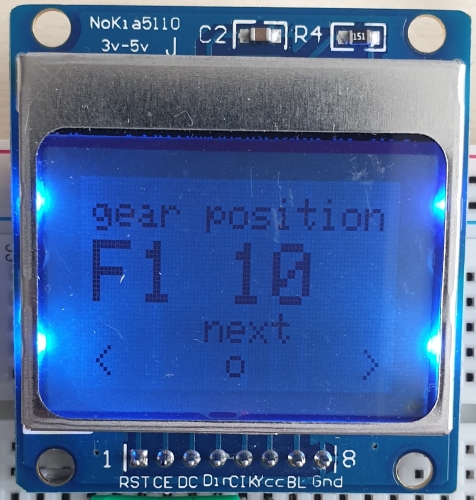 NoKia5110 C2 R4 151
3v-5v
gear position
F1 10
next
< o >
1 8
RST CE DC Din ClK Vcc BL Gnd